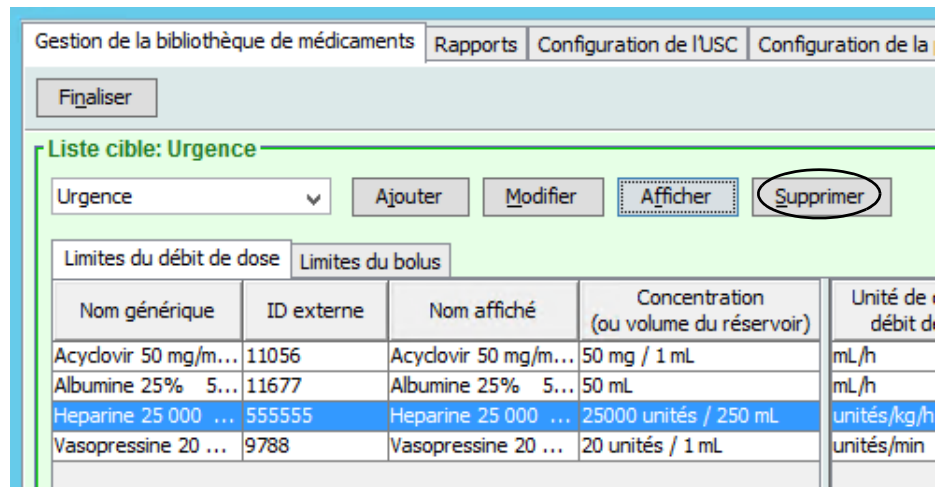 Gestion de la bibliothèque de médicaments Rapports Configuration de l'USC Configuration de la
Finaliser
Liste cible: Urgence
Urgence Ajouter Modifier Afficher Supprimer
Limites du débit de dose Limites du bolus
Nom générique ID externe Nom affiché Concentration (ou volume du réservoir) Unité de débit
Acyclovir 50 mg/m... 11056 Acyclovir 50 mg/m... 50 mg / 1 mL mL/h
Albumine 25% 5... 11677 Albumine 25% 5... 50 mL mL/h
Heparine 25 000 ... 555555 Heparine 25 000 ... 25000 unités / 250 mL unités/kg/h
Vasopressine 20 ... 9788 Vasopressine 20 ... 20 unités / 1 mL unités/min